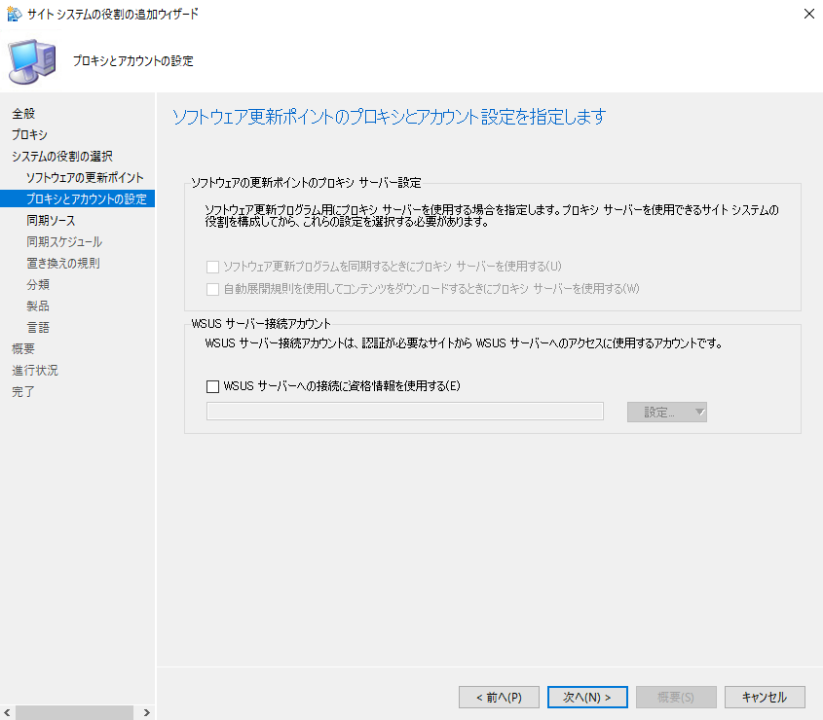 サイト システムの役割の追加ウィザード
プロキシとアカウントの設定
全般
プロキシ
システムの役割の選択
ソフトウェアの更新ポイント
プロキシとアカウントの設定
同期ソース
同期スケジュール
置き換えの規則
分類
製品
言語
概要
進行状況
完了
ソフトウェア更新ポイントのプロキシとアカウント設定を指定します
ソフトウェアの更新ポイントのプロキシ サーバー設定
ソフトウェア更新プログラム用にプロキシ サーバーを使用する場合を指定します。プロキシ サーバーを使用できるサイト システムの
役割を構成してから、これらの設定を選択する必要があります。
ソフトウェア更新プログラムを同期するときにプロキシ サーバーを使用する(U)
自動展開規則を使用してコンテンツをダウンロードするときにプロキシ サーバーを使用する(W)
WSUS サーバー接続アカウント
WSUS サーバー接続アカウントは、認証が必要なサイトから WSUS サーバーへのアクセスに使用するアカウントです。
WSUS サーバーへの接続に資格情報を使用する(E)
設定...
< 前へ(P)
次へ(N) >
概要(S)
キャンセル